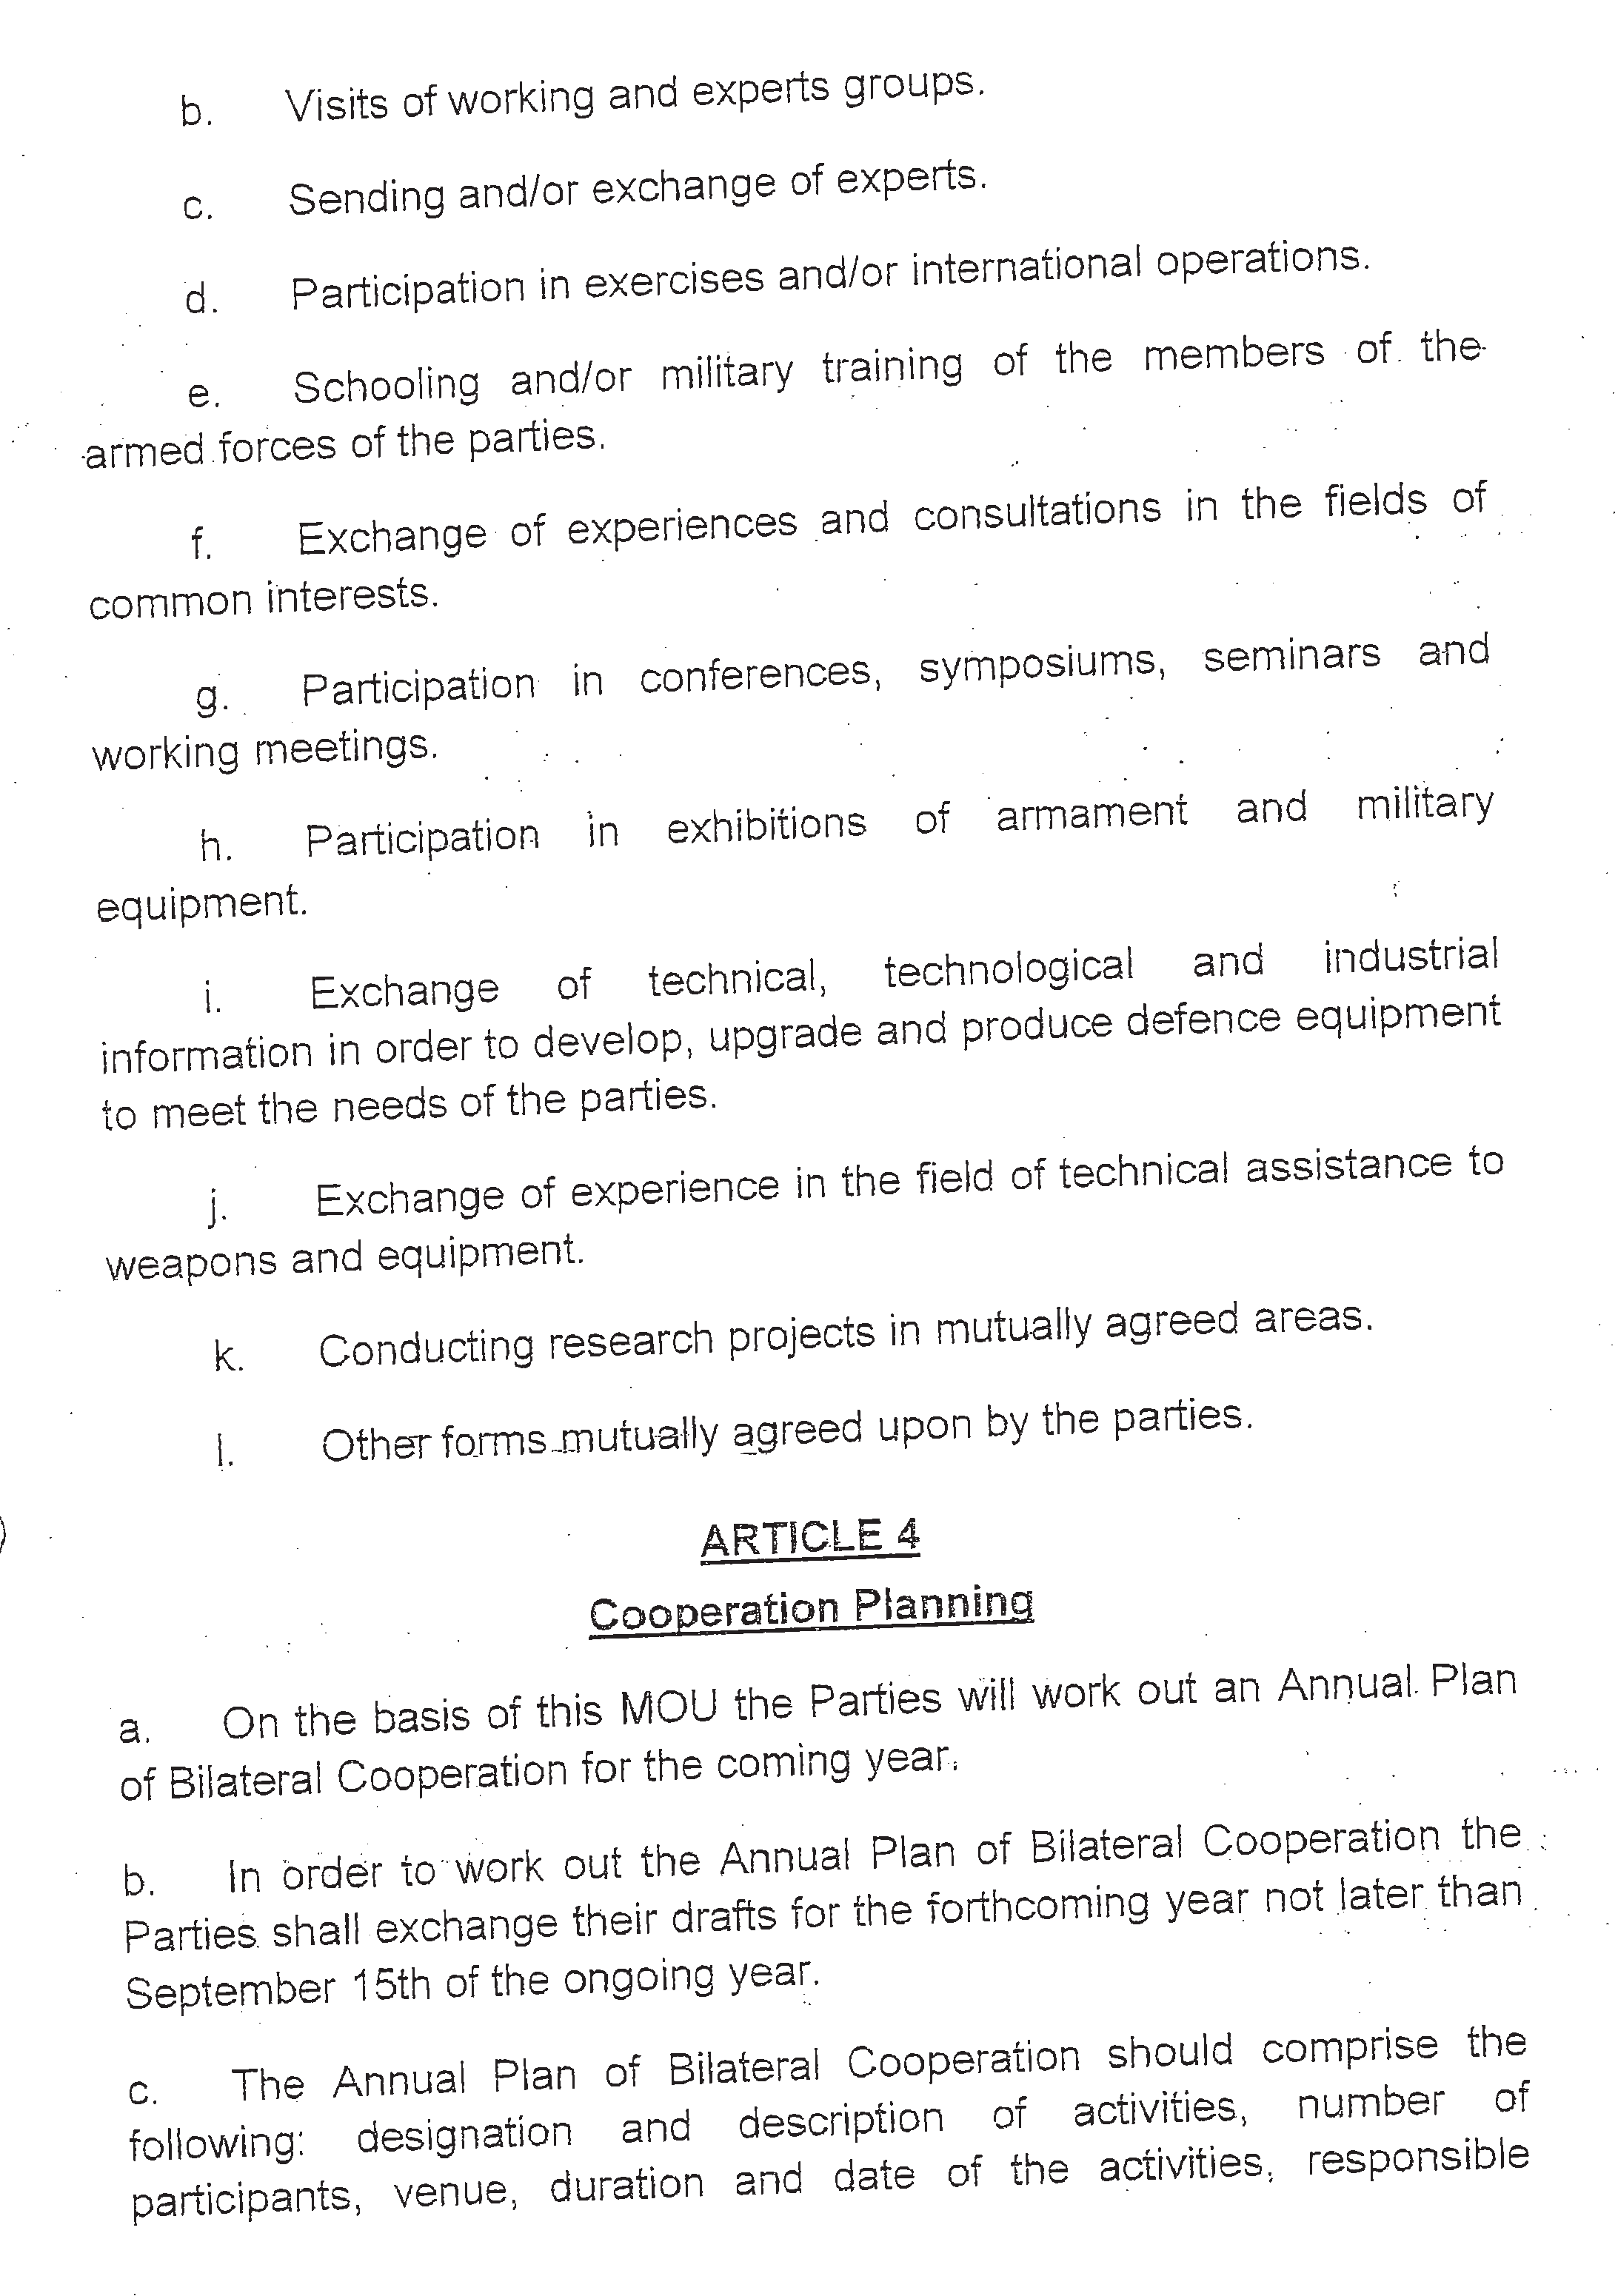 b. Visits of working and experts groups.
c. Sending and/or exchange of experts.
d. Participation in exercises and/or international operations.
e. Schooling and/or military training of the members of the
armed forces of the parties.
f. Exchange of experiences and consultations in the fields of
common interests.
g. Participation in conferences, symposiums, seminars and
working meetings.
h. Participation in exhibitions of armament and military
equipment.
i. Exchange of technical, technological and industrial
information in order to develop, upgrade and produce defence equipment
to meet the needs of the parties.
j. Exchange of experience in the field of technical assistance to
weapons and equipment.
k. Conducting research projects in mutually agreed areas.
l. Other forms mutually agreed upon by the parties.
ARTICLE 4
Cooperation Planning
a. On the basis of this MOU the Parties will work out an Annual Plan
of Bilateral Cooperation for the coming year.
b. In order to work out the Annual Plan of Bilateral Cooperation the
Parties shall exchange their drafts for the forthcoming year not later than
September 15th of the ongoing year.
c. The Annual Plan of Bilateral Cooperation should comprise the
following: designation and description of activities, number of
participants, venue, duration and date of the activities, responsible